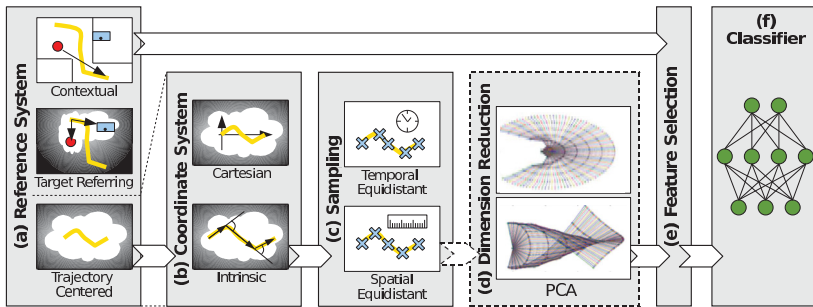 (a) Reference System
Contextual
Target Referring
Trajectory
Centered
(b) Coordinate System
Cartesian
Intrinsic
(c) Sampling
Temporal
Equidistant
Spatial
Equidistant
(d) Dimension Reduction
PCA
(e) Feature Selection
(f)
Classifier